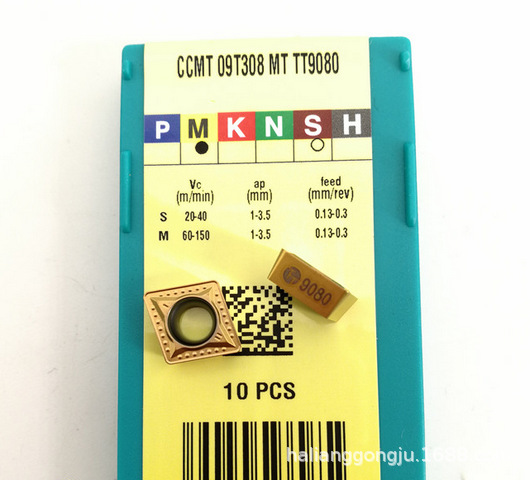 CCMT 09T308 MT TT9080
P M K N S H
Vc ap feed
(m/min) (mm) (mm/rev)
S 20-40 1-3.5 0.13-0.3
M 60-150 1-3.5 0.13-0.3
9080
10 PCS